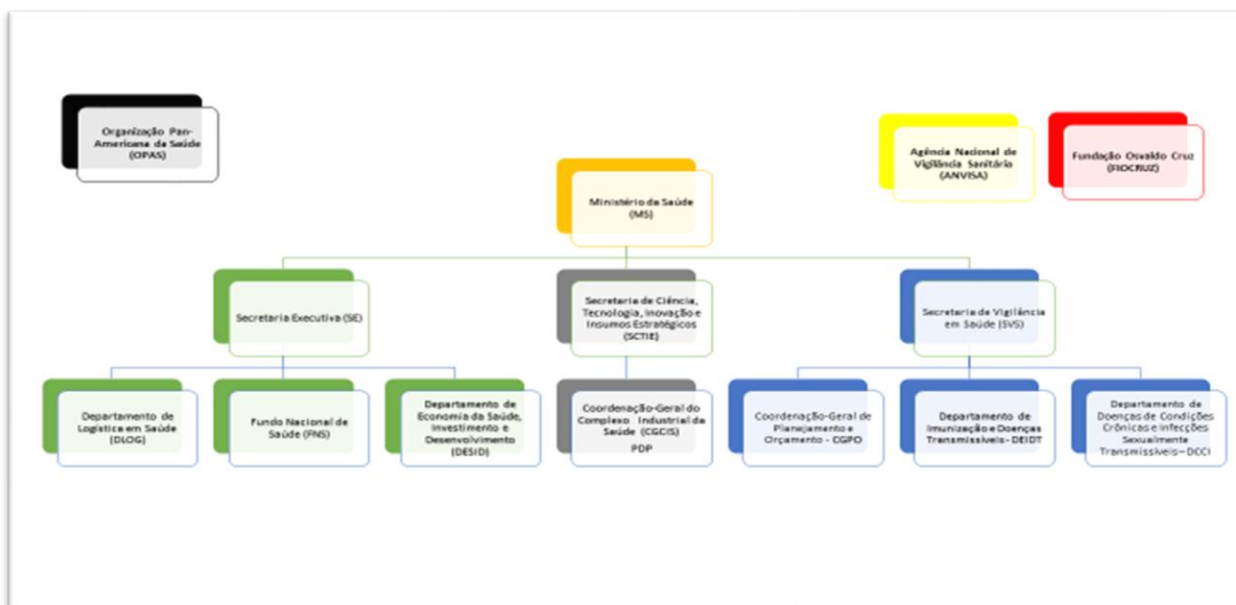 Organização Pan-
Americana da Saúde
(OPAS)
Agência Nacional de
Vigilância Sanitária
(ANVISA)
Fundação Osvaldo Cruz
(FIOCRUZ)
Ministério da Saúde
(MS)
Secretaria Executiva (SE)
Secretaria de Ciência,
Tecnologia, Inovação e
Insumos Estratégicos
(SCTIE)
Secretaria de Vigilância
em Saúde (SVS)
Departamento de
Logística em Saúde
(DLOG)
Fundo Nacional de
Saúde (FNS)
Departamento de
Economia da Saúde,
Investimento e
Desenvolvimento
(DESID)
Coordenação-Geral do
Complexo Industrial da
Saúde (CGCIS)
PDP
Coordenação-Geral de
Planejamento e
Orçamento - CGPO
Departamento de
Imunização e Doenças
Transmissíveis- DEIDT
Departamento de
Doenças de Condições
Crônicas e Infecções
Sexualmente
Transmissíveis– DCCI